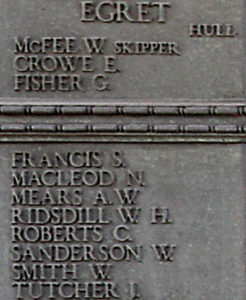 EGRET
HULL
McFEE W. SKIPPER
CROWE E.
FISHER G.
FRANCIS S.
MACLEOD N.
MEARS A.W.
RIDSDILL W. H.
ROBERTS C.
SANDERSON W.
SMITH W.
TUTCHER J.